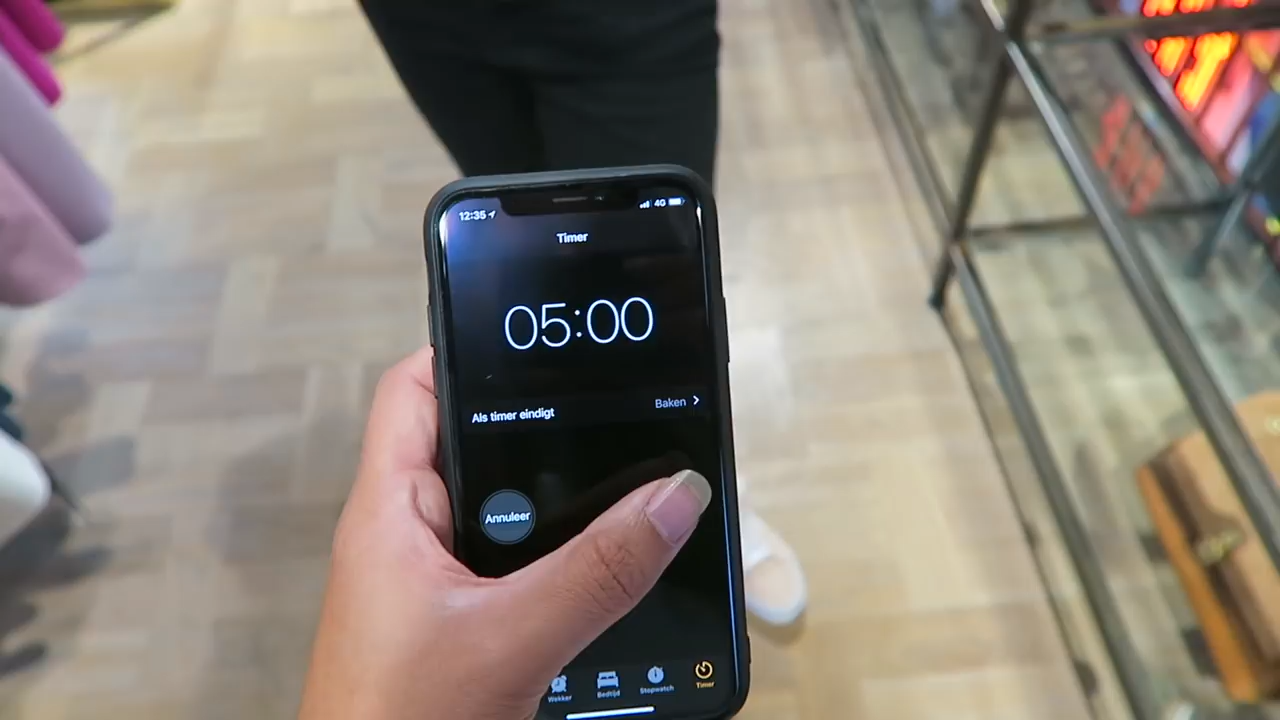 12:35 4G
Timer
05:00
Als timer eindigt Baken
Annuleer
Wekker Bedtijd Stopwatch Timer